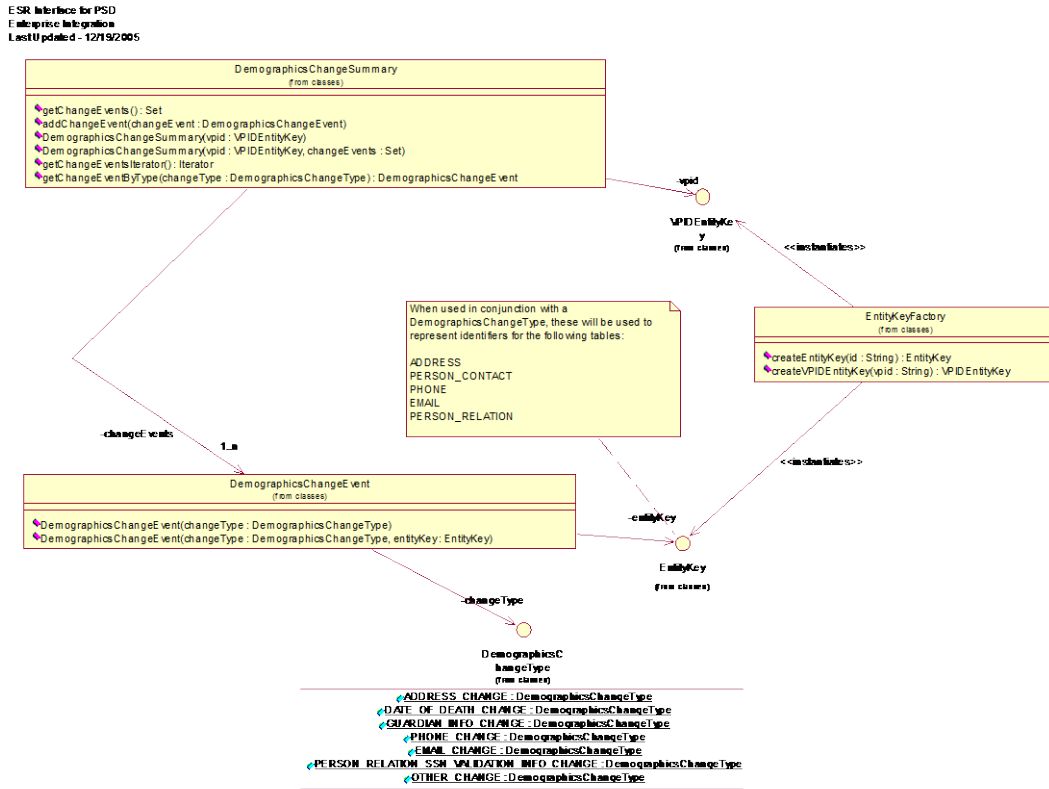 ESR Interface for PSD
Enterprise Integration
Last Updated - 12/19/2005
DemographicsChangeSummary
(from classes)
getChangeEvents() : Set
addChangeEvent(changeEvent : DemographicsChangeEvent)
DemographicsChangeSummary(vpid : VPIDEntityKey)
DemographicsChangeSummary(vpid : VPIDEntityKey, changeEvents : Set)
getChangeEventsIterator() : Iterator
getChangeEventByType(changeType : DemographicsChangeType) : DemographicsChangeEvent
-vpid
VPIDEntityKe
y
(from classes)
<<instantiates>>
When used in conjunction with a
DemographicsChangeType, these will be used to
represent identifiers for the following tables:
ADDRESS
PERSON_CONTACT
PHONE
EMAIL
PERSON_RELATION
EntityKeyFactory
(from classes)
createEntityKey(id : String) : EntityKey
createVPIDEntityKey(vpid : String) : VPIDEntityKey
-changeEvents
1..n
<<instantiates>>
DemographicsChangeEvent
(from classes)
DemographicsChangeEvent(changeType : DemographicsChangeType)
DemographicsChangeEvent(changeType : DemographicsChangeType, entityKey : EntityKey)
-entityKey
EntityKey
(from classes)
-changeType
DemographicsC
hangeType
(from classes)
ADDRESS_CHANGE : DemographicsChangeType
DATE_OF_DEATH_CHANGE : DemographicsChangeType
GUARDIAN_INFO_CHANGE : DemographicsChangeType
PHONE_CHANGE : DemographicsChangeType
EMAIL_CHANGE : DemographicsChangeType
PERSON_RELATION_SSN_VALIDATION_INFO_CHANGE : DemographicsChangeType
OTHER_CHANGE : DemographicsChangeType